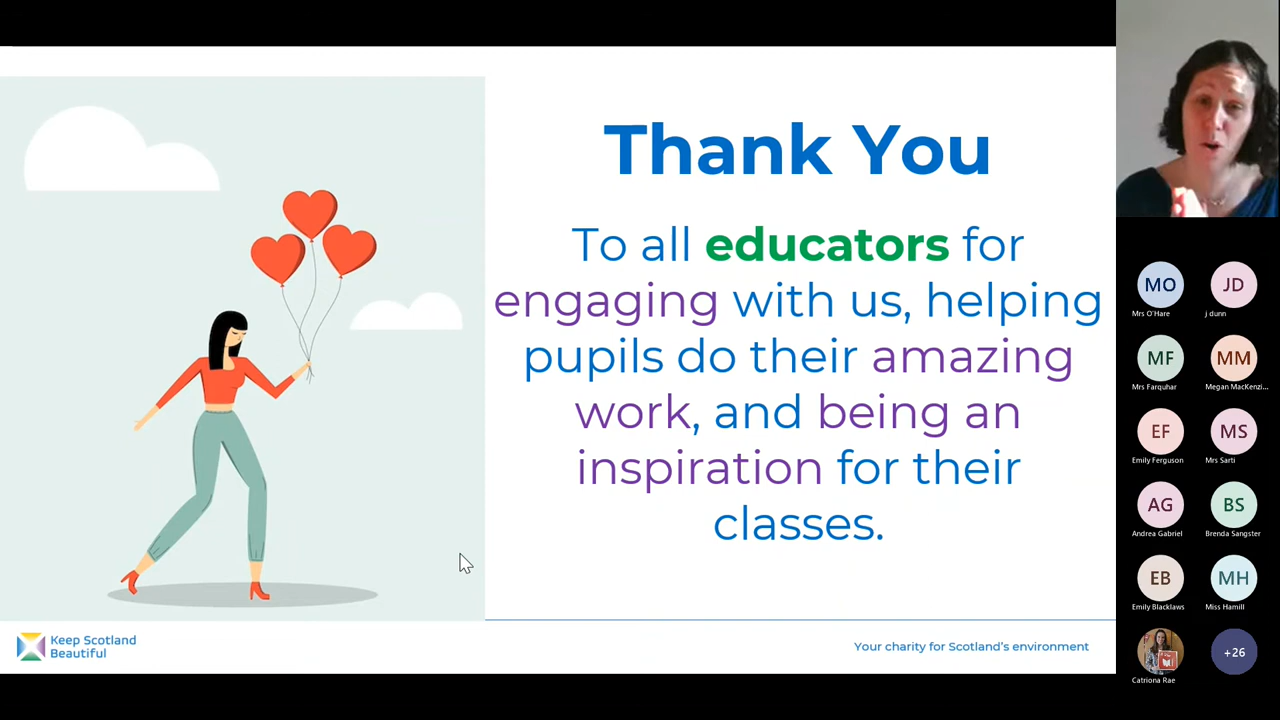 Thank You
To all educators for
engaging with us, helping
pupils do their amazing
work, and being an
inspiration for their
classes.
Keep Scotland
Beautiful
Your charity for Scotland's environment
MO
JD
Mrs O'Hare
j dunn
MF
MM
Mrs Farquhar
Megan MacKenzi...
EF
MS
Emily Ferguson
Mrs Sarti
AG
BS
Andrea Gabriel
Brenda Sangster
EB
MH
Emily Blacklaws
Miss Hamill
+26
Catriona Rae